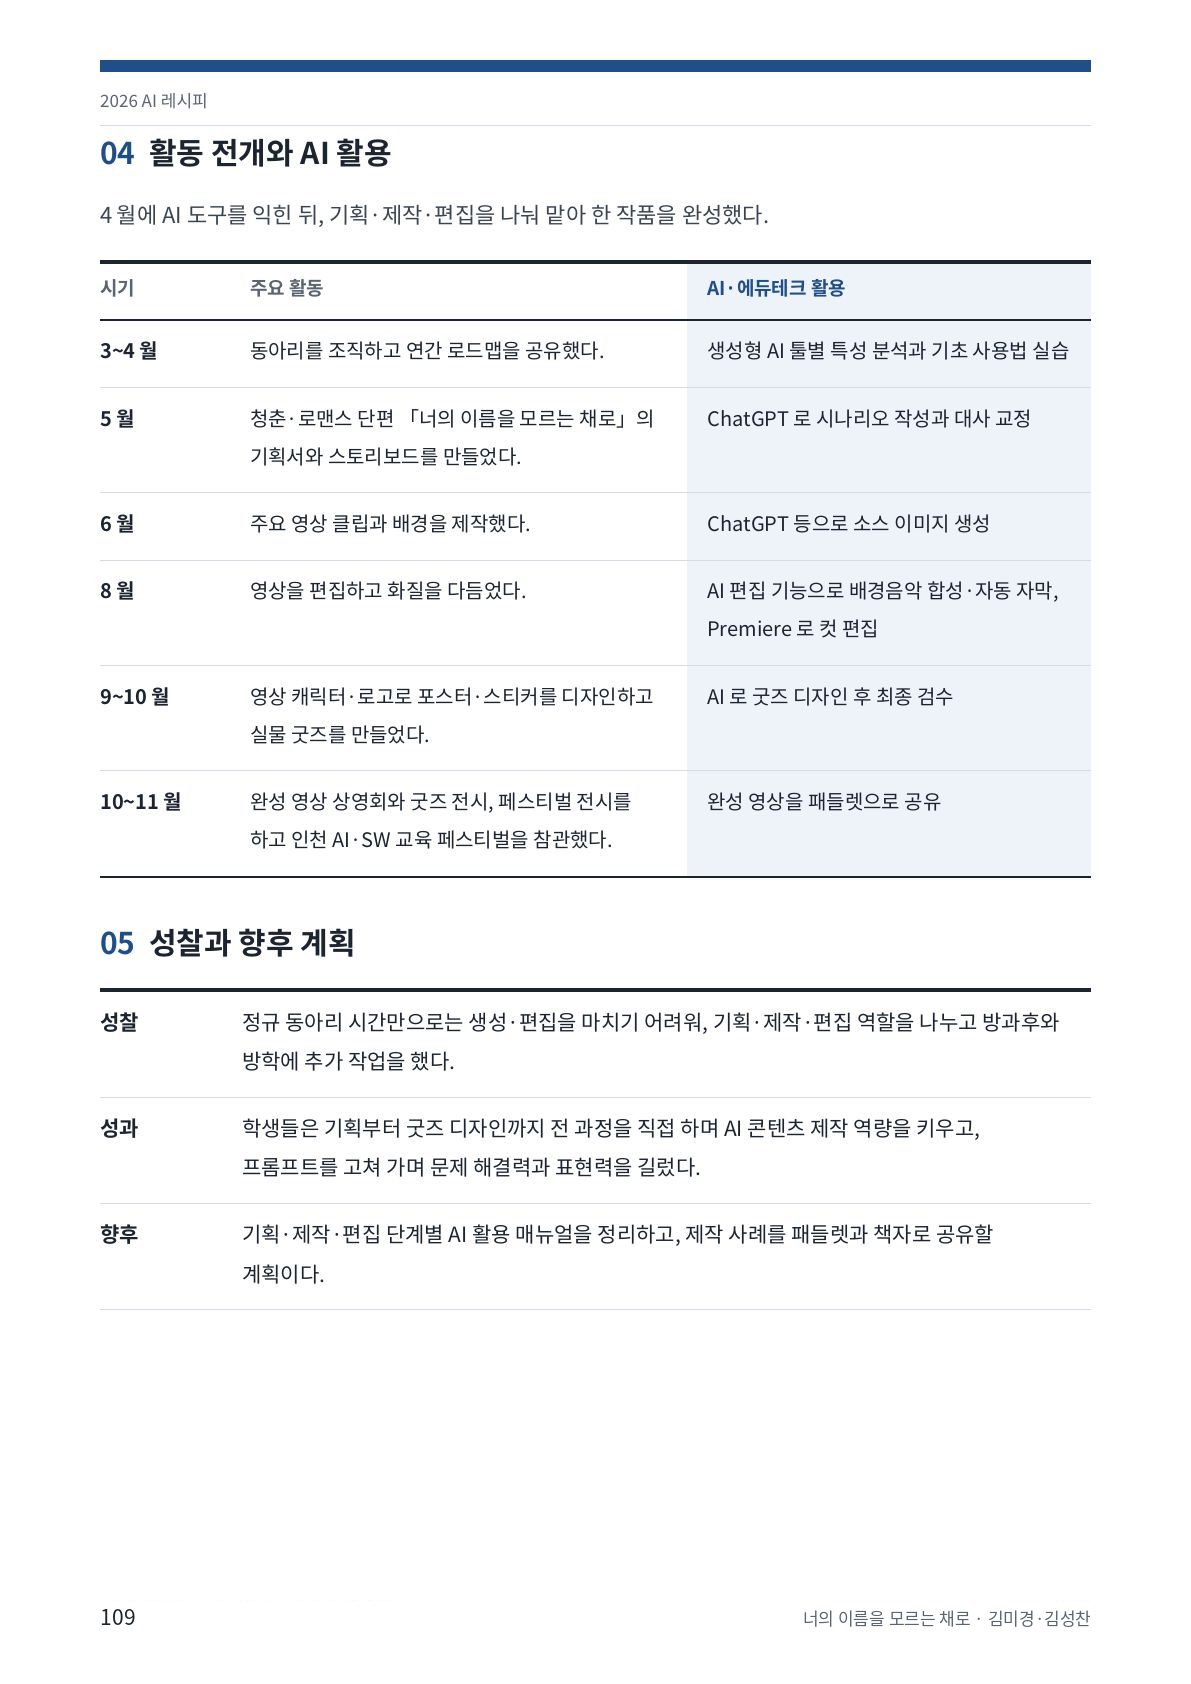 2026 AI 레시피
04 활동 전개와 AI 활용
4월에 AI 도구를 익힌 뒤, 기획·제작·편집을 나눠 맡아 한 작품을 완성했다.
시기 주요 활동 AI·에듀테크 활용
3~4월 동아리를 조직하고 연간 로드맵을 공유했다. 생성형 AI 툴별 특성 분석과 기초 사용법 실습
5월 청춘·로맨스 단편 「너의 이름을 모르는 채로」의 ChatGPT로 시나리오 작성과 대사 교정
기획서와 스토리보드를 만들었다.
6월 주요 영상 클립과 배경을 제작했다. ChatGPT 등으로 소스 이미지 생성
8월 영상을 편집하고 화질을 다듬었다. AI 편집 기능으로 배경음악 합성·자동 자막,
Premiere로 컷 편집
9~10월 영상 캐릭터·로고로 포스터·스티커를 디자인하고 AI로 굿즈 디자인 후 최종 검수
실물 굿즈를 만들었다.
10~11월 완성 영상 상영회와 굿즈 전시, 페스티벌 전시를 완성 영상을 패들렛으로 공유
하고 인천 AI·SW 교육 페스티벌을 참관했다.
05 성찰과 향후 계획
성찰 정규 동아리 시간만으로는 생성·편집을 마치기 어려워, 기획·제작·편집 역할을 나누고 방과후와
방학에 추가 작업을 했다.
성과 학생들은 기획부터 굿즈 디자인까지 전 과정을 직접 하며 AI 콘텐츠 제작 역량을 키우고,
프롬프트를 고쳐 가며 문제 해결력과 표현력을 길렀다.
향후 기획·제작·편집 단계별 AI 활용 매뉴얼을 정리하고, 제작 사례를 패들렛과 책자로 공유할
계획이다.
109 너의 이름을 모르는 채로 · 김미경·김성찬